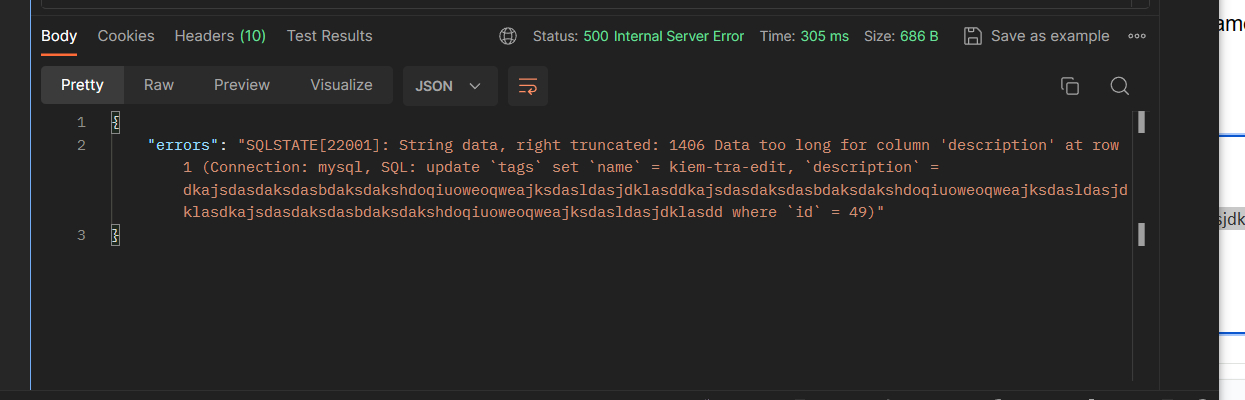 Body Cookies Headers (10) Test Results Status: 500 Internal Server Error Time: 305 ms Size: 686 B Save as example
Pretty Raw Preview Visualize JSON
1 {
2 "errors": "SQLSTATE[22001]: String data, right truncated: 1406 Data too long for column 'description' at row
1 (Connection: mysql, SQL: update `tags` set `name` = kiem-tra-edit, `description` =
dkajsdasdaksdasbdaksdakshdoqiuoweoqweajksdasldasjdklasddkajsdasdaksdasbdaksdakshdoqiuoweoqweajksdasldasjd
klasdkajsdasdaksdasbdaksdakshdoqiuoweoqweajksdasldasjdklasdd where `id` = 49)"
3 }